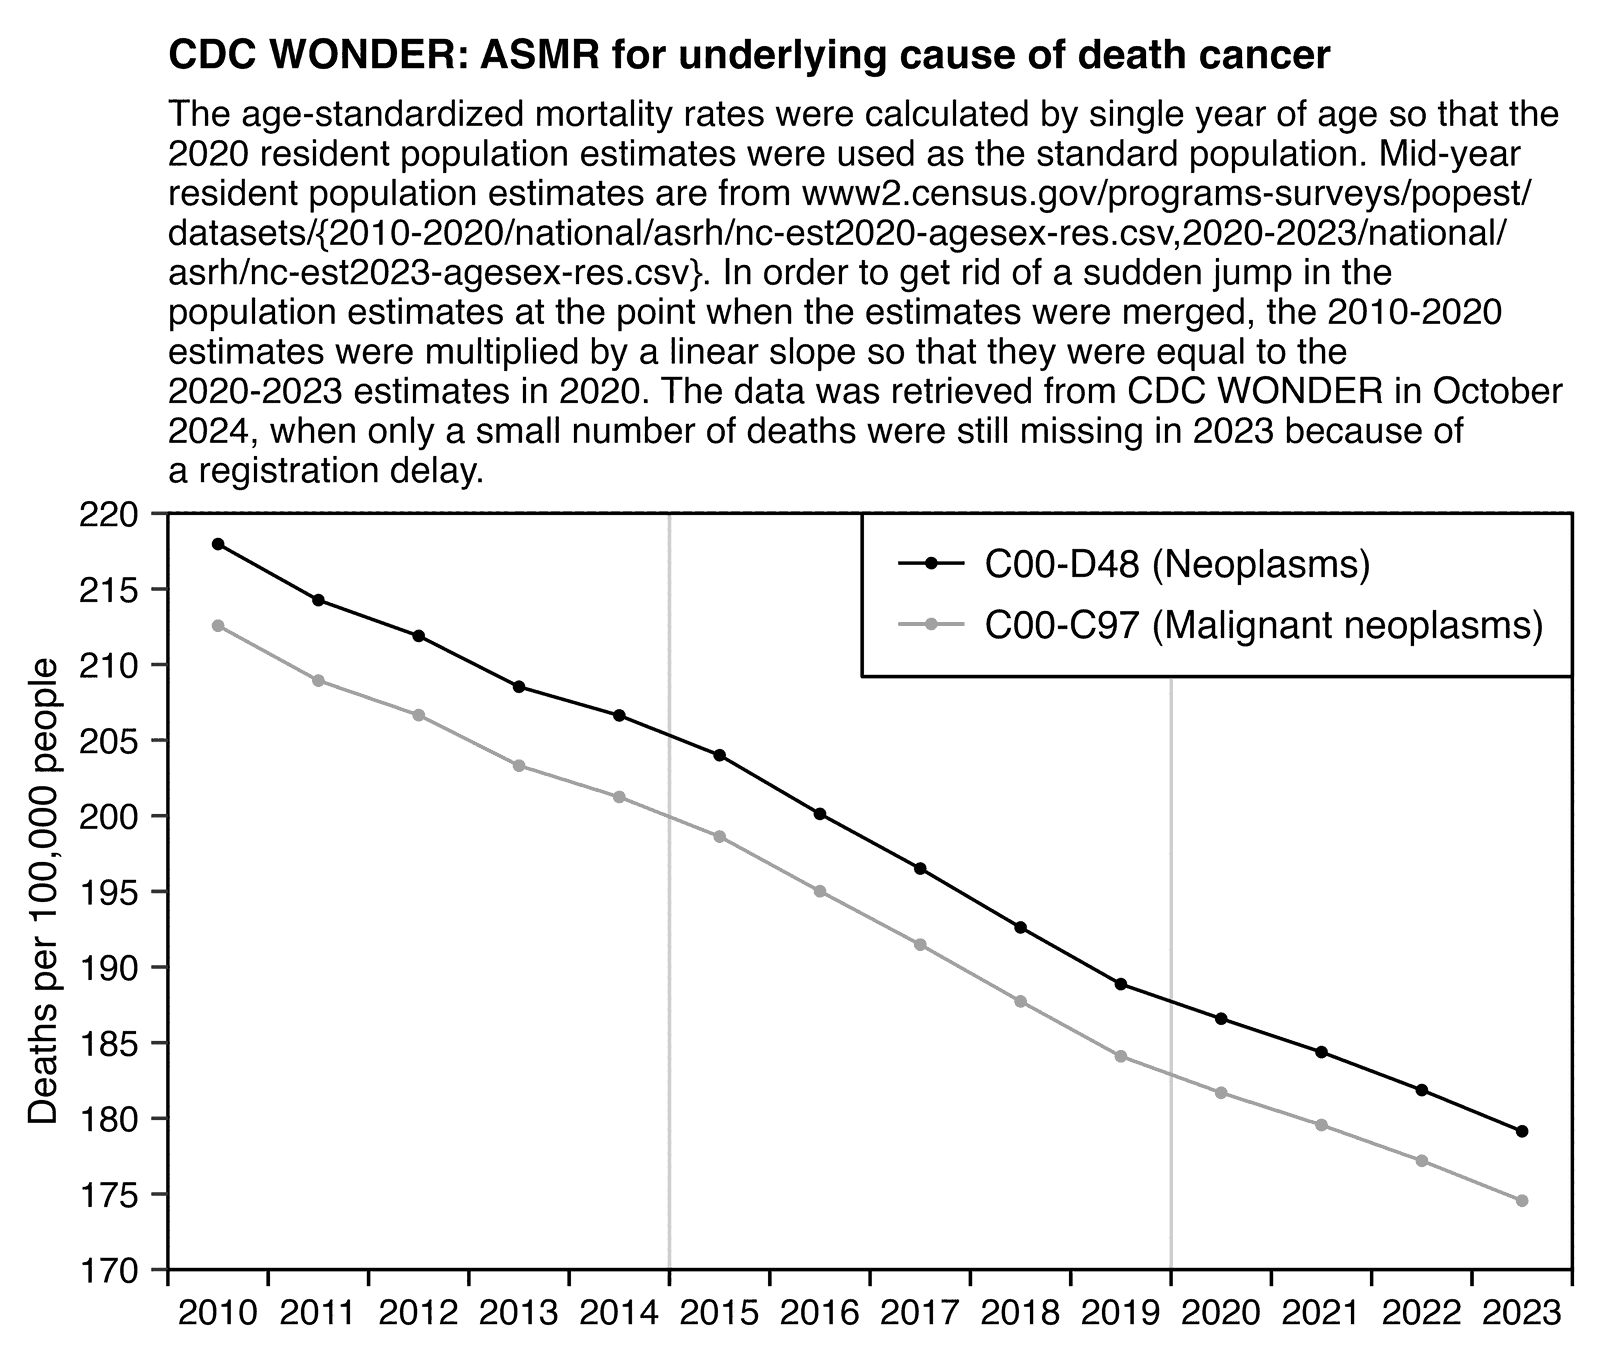 CDC WONDER: ASMR for underlying cause of death cancer
The age-standardized mortality rates were calculated by single year of age so that the
2020 resident population estimates were used as the standard population. Mid-year
resident population estimates are from www2.census.gov/programs-surveys/popest/
datasets/{2010-2020/national/asrh/nc-est2020-agesex-res.csv,2020-2023/national/
asrh/nc-est2023-agesex-res.csv}. In order to get rid of a sudden jump in the
population estimates at the point when the estimates were merged, the 2010-2020
estimates were multiplied by a linear slope so that they were equal to the
2020-2023 estimates in 2020. The data was retrieved from CDC WONDER in October
2024, when only a small number of deaths were still missing in 2023 because of
a registration delay.
C00-D48 (Neoplasms)
C00-C97 (Malignant neoplasms)
Deaths per 100,000 people
220
215
210
205
200
195
190
185
180
175
170
2010 2011 2012 2013 2014 2015 2016 2017 2018 2019 2020 2021 2022 2023